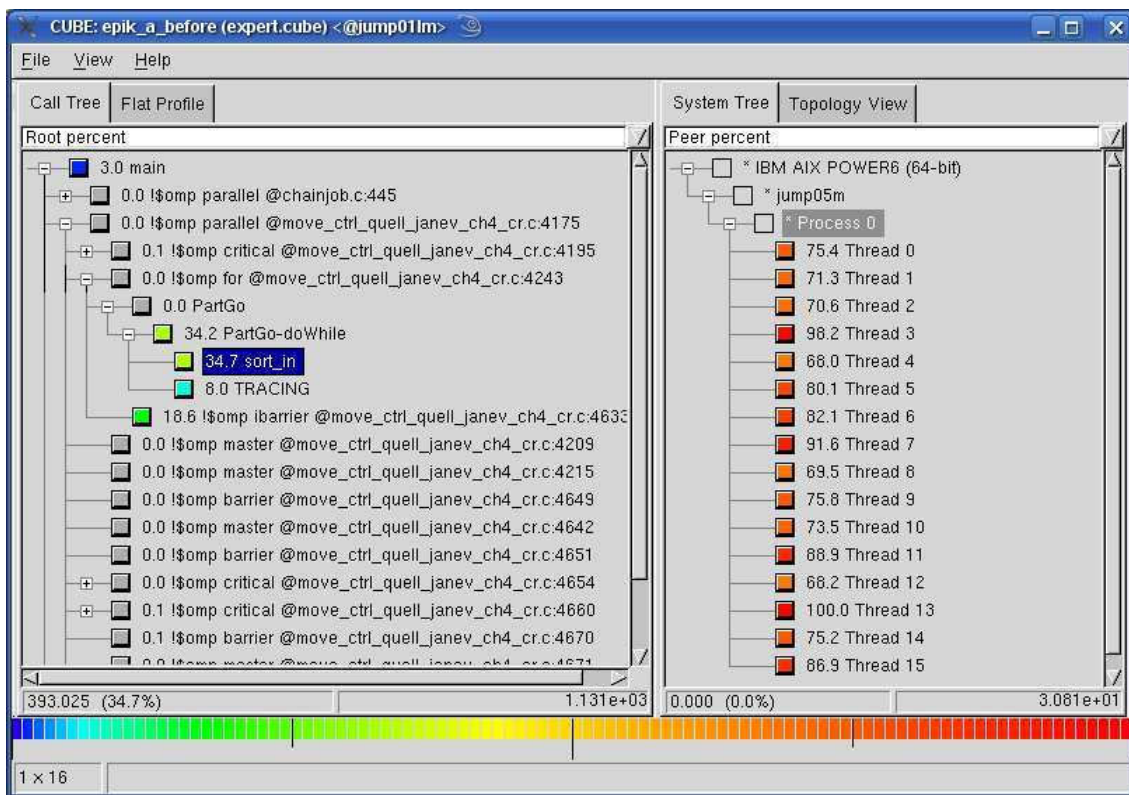 CUBE: epik_a_before (expert.cube) <@jump01lm>
File View Help
Call Tree Flat Profile
Root percent
3.0 main
0.0 !$omp parallel @chainjob.c:445
0.0 !$omp parallel @move_ctrl_quell_janev_ch4_cr.c:4175
0.1 !$omp critical @move_ctrl_quell_janev_ch4_cr.c:4195
0.0 !$omp for @move_ctrl_quell_janev_ch4_cr.c:4243
0.0 PartGo
34.2 PartGo-doWhile
34.7 sort_in
8.0 TRACING
18.6 !$omp ibarrier @move_ctrl_quell_janev_ch4_cr.c:4633
0.0 !$omp master @move_ctrl_quell_janev_ch4_cr.c:4209
0.0 !$omp master @move_ctrl_quell_janev_ch4_cr.c:4215
0.0 !$omp barrier @move_ctrl_quell_janev_ch4_cr.c:4649
0.0 !$omp master @move_ctrl_quell_janev_ch4_cr.c:4642
0.0 !$omp barrier @move_ctrl_quell_janev_ch4_cr.c:4651
0.0 !$omp critical @move_ctrl_quell_janev_ch4_cr.c:4654
0.1 !$omp critical @move_ctrl_quell_janev_ch4_cr.c:4660
0.1 !$omp barrier @move_ctrl_quell_janev_ch4_cr.c:4670
0.0 !$omp master @move_ctrl_quell_janev_ch4_cr.c:4671
393.025 (34.7%) 1.131e+03
System Tree Topology View
Peer percent
* IBM AIX POWER6 (64-bit)
* jump05m
* Process 0
75.4 Thread 0
71.3 Thread 1
70.6 Thread 2
98.2 Thread 3
68.0 Thread 4
80.1 Thread 5
82.1 Thread 6
91.6 Thread 7
69.5 Thread 8
75.8 Thread 9
73.5 Thread 10
88.9 Thread 11
68.2 Thread 12
100.0 Thread 13
75.2 Thread 14
86.9 Thread 15
0.000 (0.0%) 3.081e+01
1 × 16